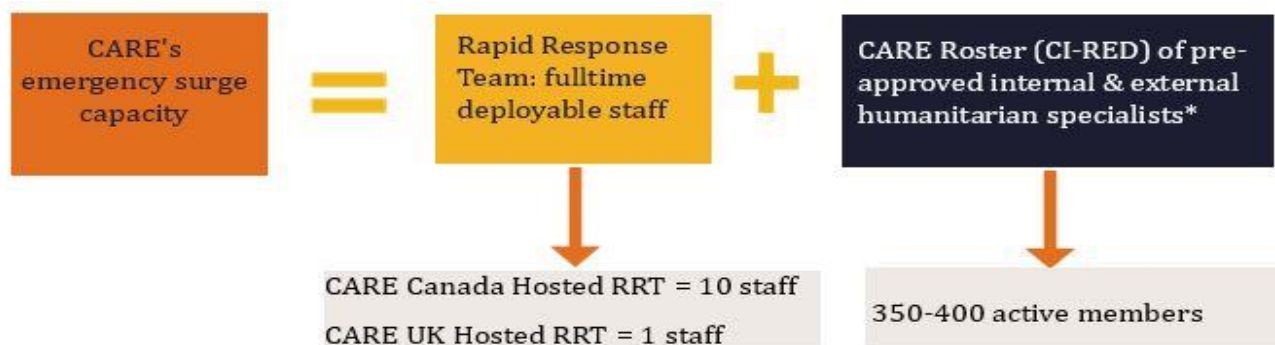 CARE's
emergency surge
capacity
=
Rapid Response
Team: fulltime
deployable staff
+
CARE Roster (CI-RED) of pre-
approved internal & external
humanitarian specialists*
CARE Canada Hosted RRT = 10 staff
CARE UK Hosted RRT = 1 staff
350-400 active members